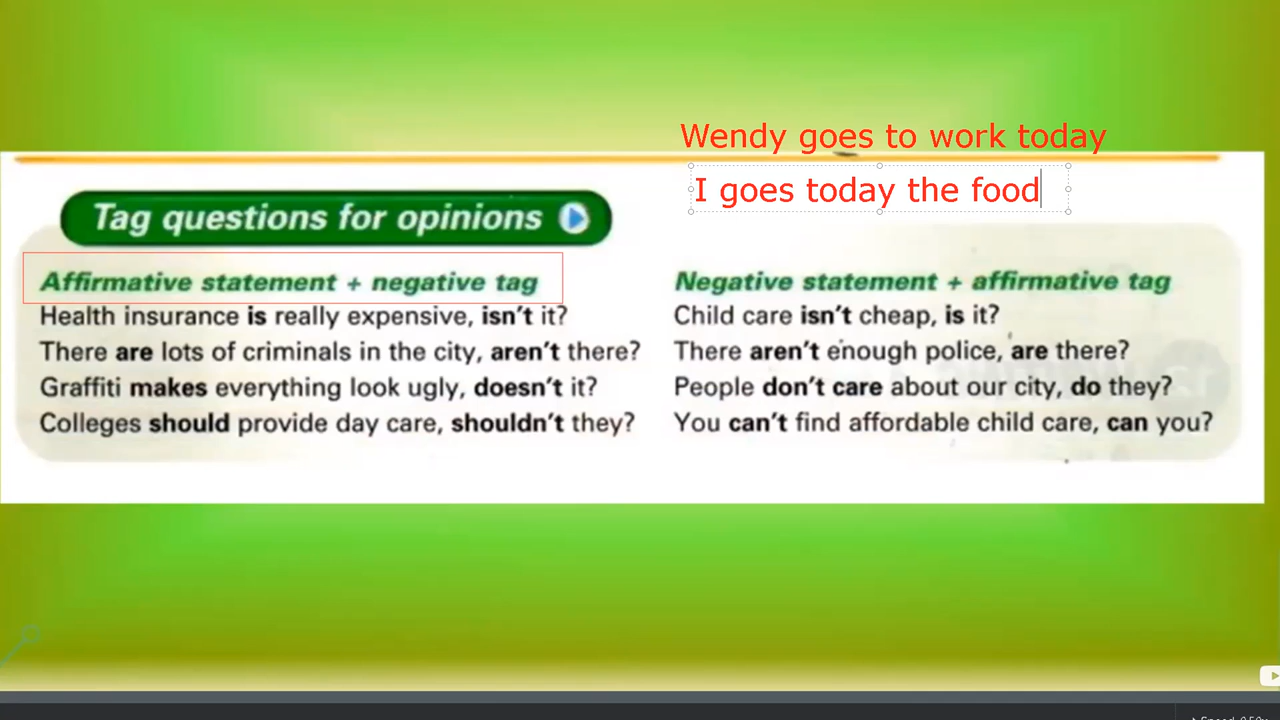 Wendy goes to work today
I goes today the food
Tag questions for opinions
Affirmative statement + negative tag
Health insurance is really expensive, isn't it?
There are lots of criminals in the city, aren't there?
Graffiti makes everything look ugly, doesn't it?
Colleges should provide day care, shouldn't they?
Negative statement + affirmative tag
Child care isn't cheap, is it?
There aren't enough police, are there?
People don't care about our city, do they?
You can't find affordable child care, can you?